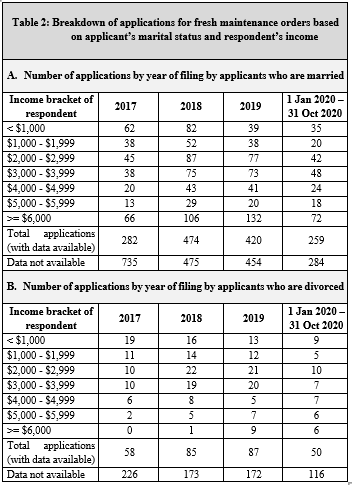 Table 2: Breakdown of applications for fresh maintenance orders based
on applicant's marital status and respondent's income
A. Number of applications by year of filing by applicants who are married
Income bracket of respondent 2017 2018 2019 1 Jan 2020 – 31 Oct 2020
< $1,000 62 82 39 35
$1,000 - $1,999 38 52 38 20
$2,000 - $2,999 45 87 77 42
$3,000 - $3,999 38 75 73 48
$4,000 - $4,999 20 43 41 24
$5,000 - $5,999 13 29 20 18
>= $6,000 66 106 132 72
Total applications (with data available) 282 474 420 259
Data not available 735 475 454 284
B. Number of applications by year of filing by applicants who are divorced
Income bracket of respondent 2017 2018 2019 1 Jan 2020 – 31 Oct 2020
< $1,000 19 16 13 9
$1,000 - $1,999 11 14 12 5
$2,000 - $2,999 10 22 21 10
$3,000 - $3,999 10 19 20 7
$4,000 - $4,999 6 8 5 7
$5,000 - $5,999 2 5 7 6
>= $6,000 0 1 9 6
Total applications (with data available) 58 85 87 50
Data not available 226 173 172 116